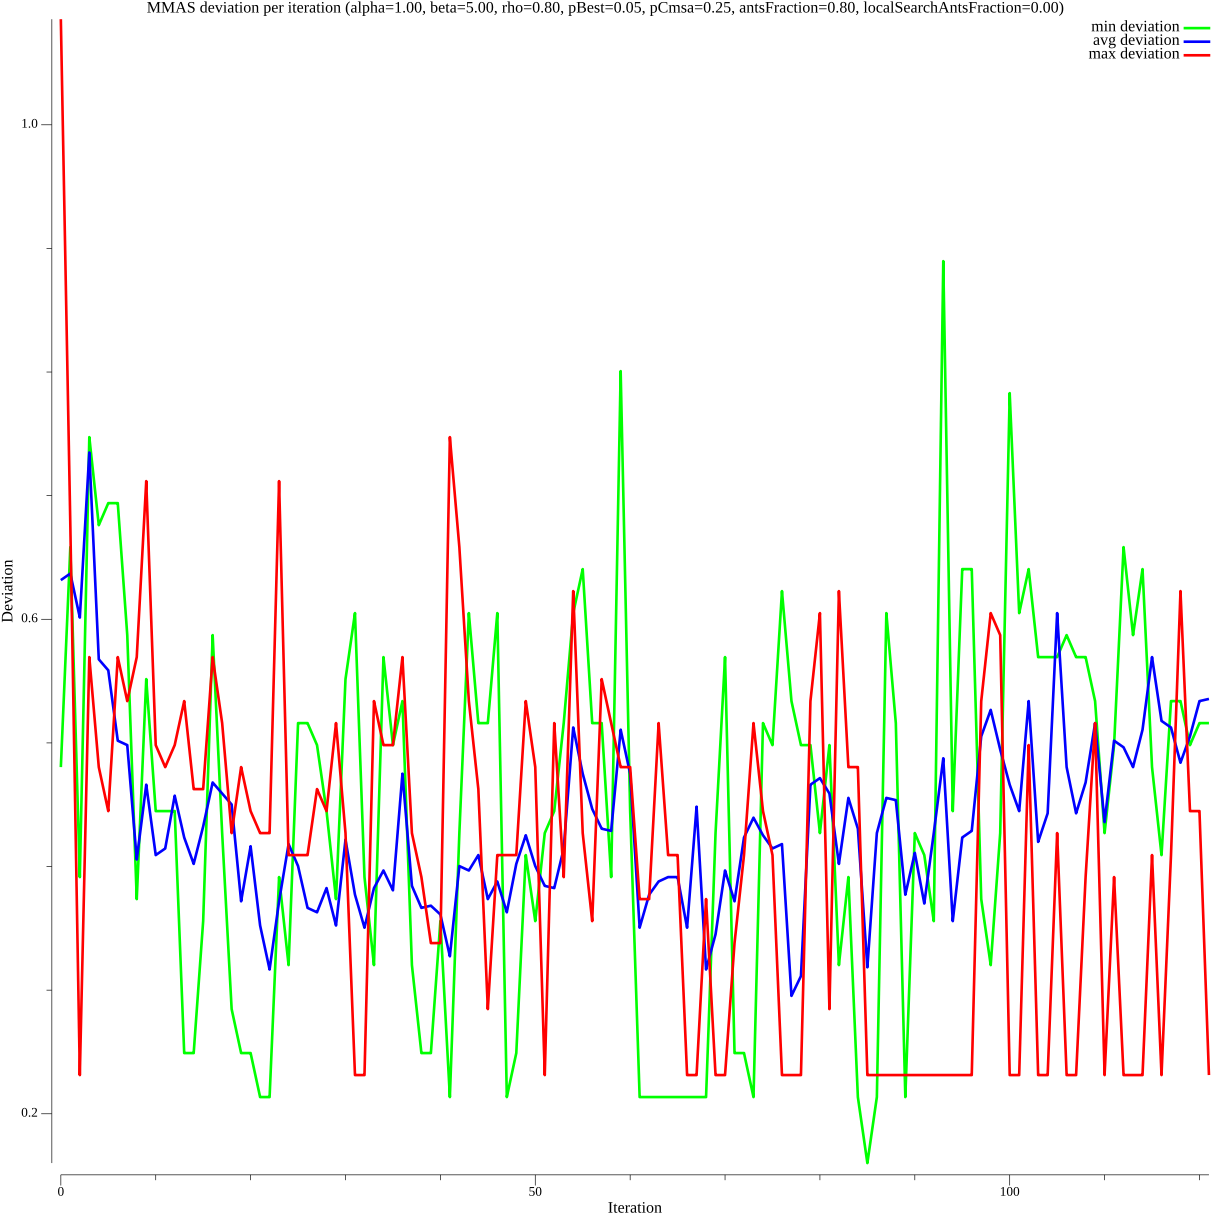 MMAS deviation per iteration (alpha=1.00, beta=5.00, rho=0.80, pBest=0.05, pCmsa=0.25, antsFraction=0.80, localSearchAntsFraction=0.00)
min deviation
avg deviation
max deviation
1.0
0.6
0.2
Deviation
0
50
100
Iteration